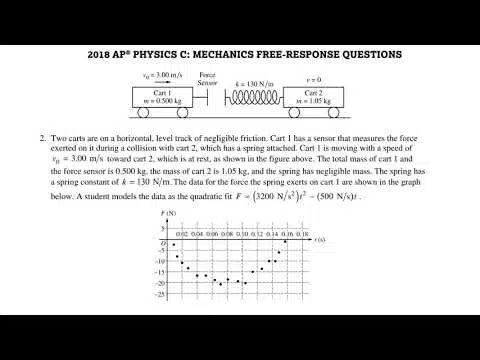 2018 AP® PHYSICS C: MECHANICS FREE-RESPONSE QUESTIONS
v₀ = 3.00 m/s Force Sensor k = 130 N/m v = 0
Cart 1 m = 0.500 kg
Cart 2 m = 1.05 kg
2. Two carts are on a horizontal, level track of negligible friction. Cart 1 has a sensor that measures the force
exerted on it during a collision with cart 2, which has a spring attached. Cart 1 is moving with a speed of
v₀ = 3.00 m/s toward cart 2, which is at rest, as shown in the figure above. The total mass of cart 1 and
the force sensor is 0.500 kg, the mass of cart 2 is 1.05 kg, and the spring has negligible mass. The spring has
a spring constant of k = 130 N/m. The data for the force the spring exerts on cart 1 are shown in the graph
below. A student models the data as the quadratic fit F = (3200 N/s²)t² − (500 N/s)t .
F (N)
5
0.02 0.04 0.06 0.08 0.10 0.12 0.14 0.16 0.18
O
t (s)
−5
−10
−15
−20
−25